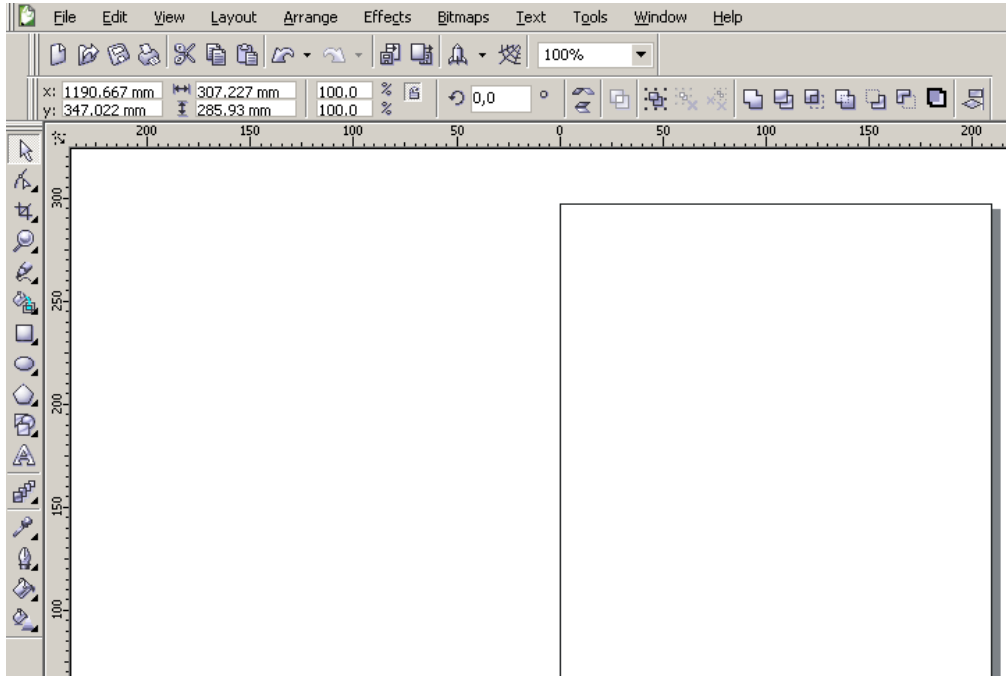 File Edit View Layout Arrange Effects Bitmaps Text Tools Window Help
100%
x: 1190.667 mm 307.227 mm 100.0 % 0,0 °
y: 347.022 mm 285.93 mm 100.0 %
200 150 100 50 0 50 100 150 200
300
250
200
150
100